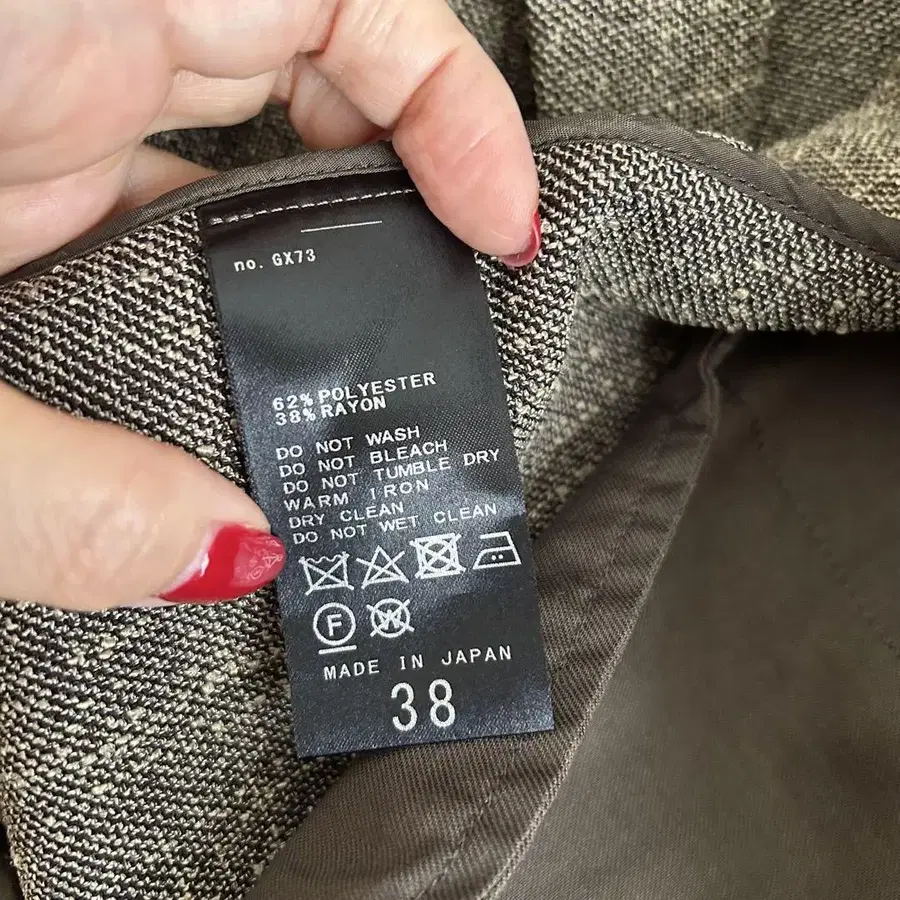 no. GX73
62% POLYESTER
38% RAYON
DO NOT WASH
DO NOT BLEACH
DO NOT TUMBLE DRY
WARM IRON
DRY CLEAN
DO NOT WET CLEAN
F W
MADE IN JAPAN
38